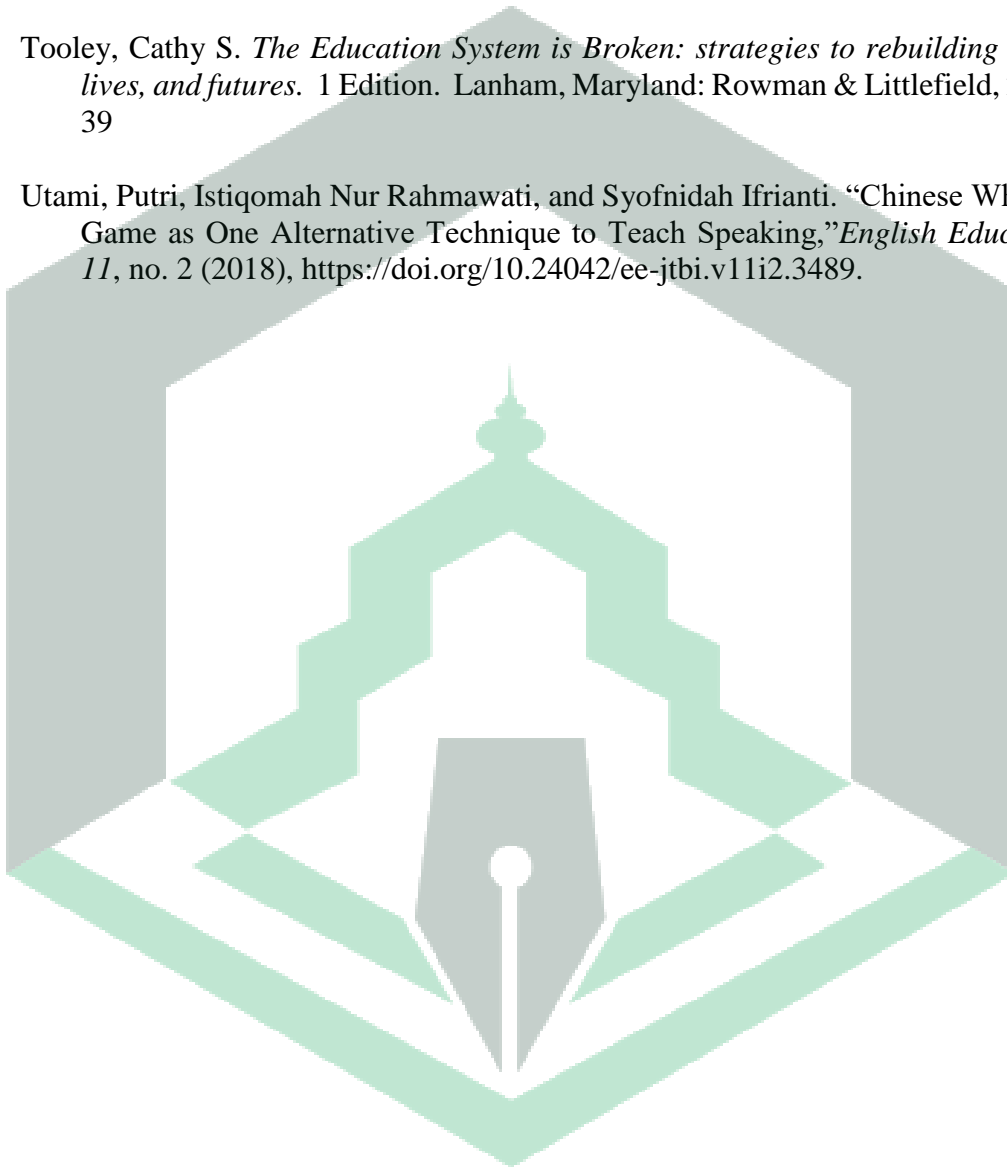 Tooley, Cathy S. The Education System is Broken: strategies to rebuilding
lives, and futures. 1 Edition. Lanham, Maryland: Rowman & Littlefield,
39
Utami, Putri, Istiqomah Nur Rahmawati, and Syofnidah Ifrianti. “Chinese
Game as One Alternative Technique to Teach Speaking,”English
11, no. 2 (2018), https://doi.org/10.24042/ee-jtbi.v11i2.3489.